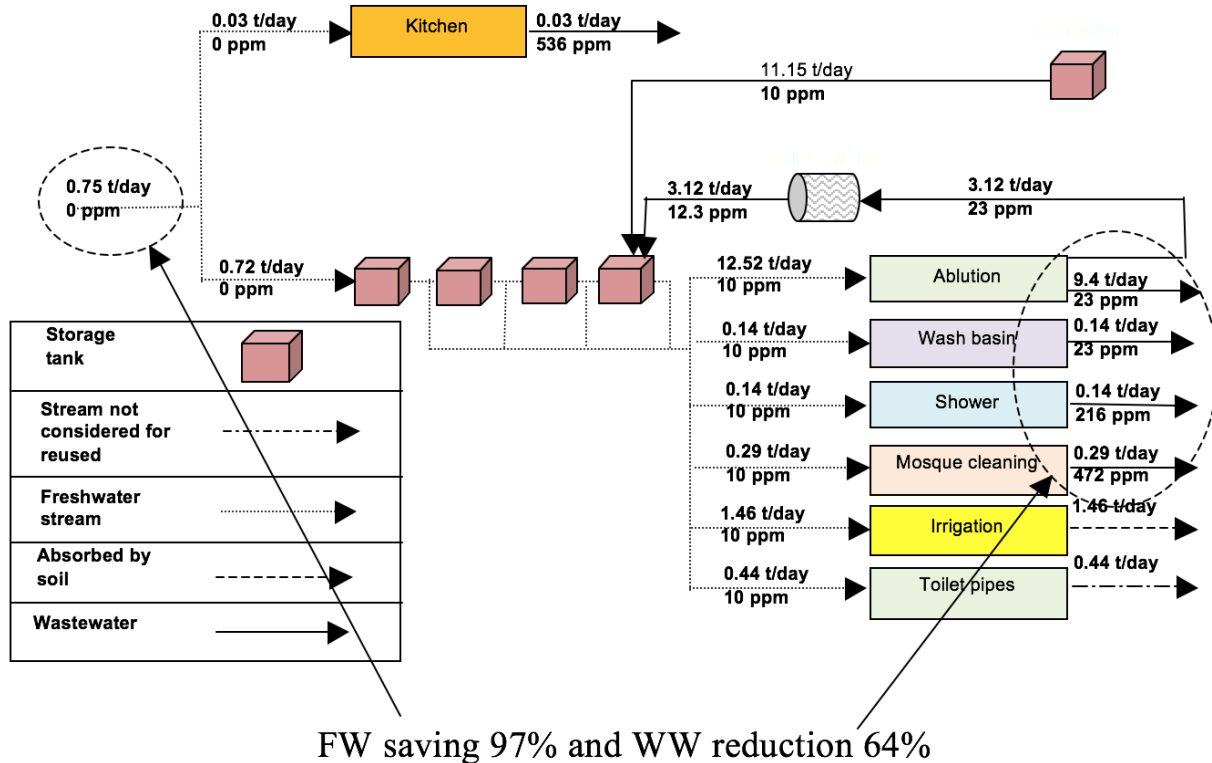 0.03 t/day
0 ppm
Kitchen
0.03 t/day
536 ppm
11.15 t/day
10 ppm
0.75 t/day
0 ppm
3.12 t/day
12.3 ppm
3.12 t/day
23 ppm
0.72 t/day
0 ppm
12.52 t/day
10 ppm
Ablution
9.4 t/day
23 ppm
0.14 t/day
10 ppm
Wash basin
0.14 t/day
23 ppm
0.14 t/day
10 ppm
Shower
0.14 t/day
216 ppm
0.29 t/day
10 ppm
Mosque cleaning
0.29 t/day
472 ppm
1.46 t/day
10 ppm
Irrigation
1.46 t/day
0.44 t/day
10 ppm
Toilet pipes
0.44 t/day
Storage
tank
Stream not
considered for
reused
Freshwater
stream
Absorbed by
soil
Wastewater
FW saving 97% and WW reduction 64%